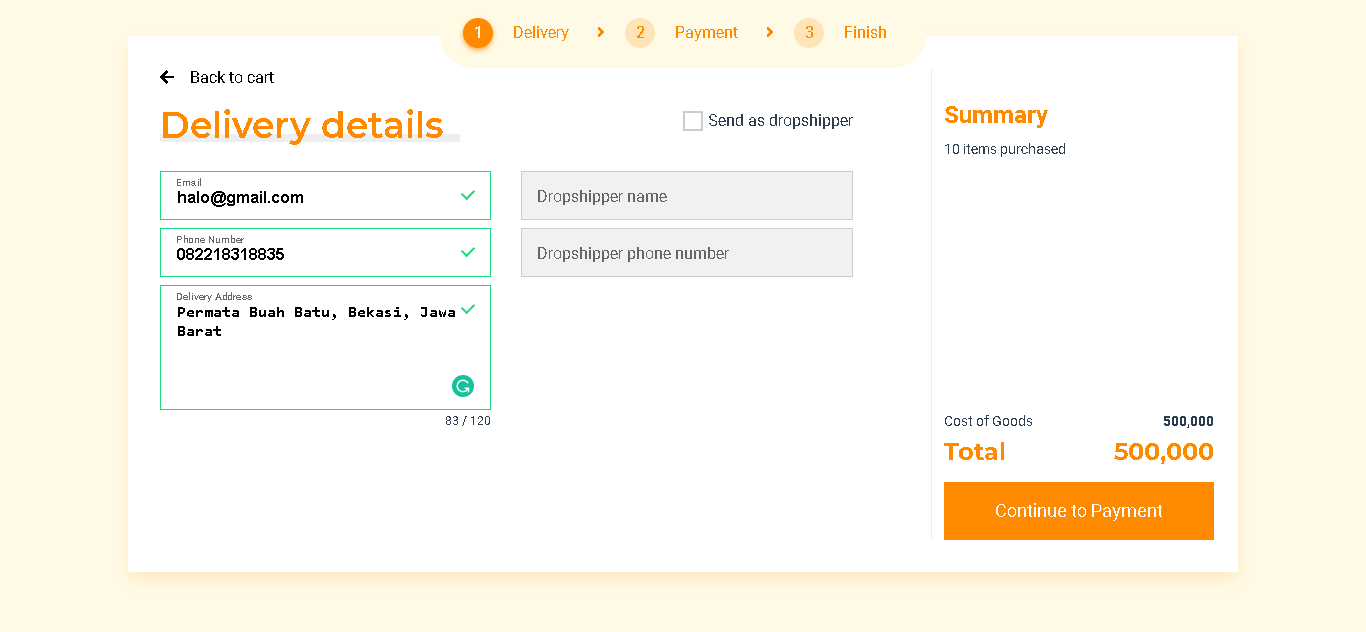 1 Delivery 2 Payment 3 Finish
Back to cart
Delivery details
Send as dropshipper
Email
halo@gmail.com
Phone Number
082218318835
Delivery Address
Permata Buah Batu, Bekasi, Jawa
Barat
83 / 120
Dropshipper name
Dropshipper phone number
Summary
10 items purchased
Cost of Goods 500,000
Total 500,000
Continue to Payment